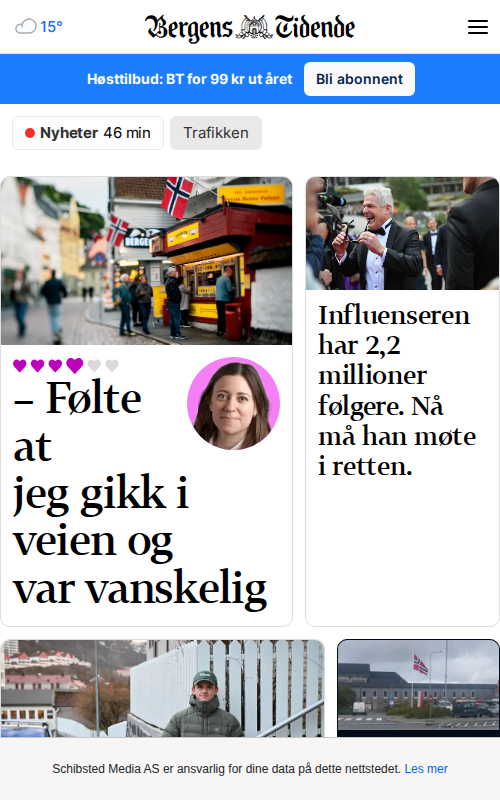 15°
Bergens Tidende
Høsttilbud: BT for 99 kr ut året
Bli abonnent
Nyheter 46 min
Trafikken
– Følte
at
jeg gikk i
veien og
var vanskelig
Influenseren
har 2,2
millioner
følgere. Nå
må han møte
i retten.
Schibsted Media AS er ansvarlig for dine data på dette nettstedet. Les mer